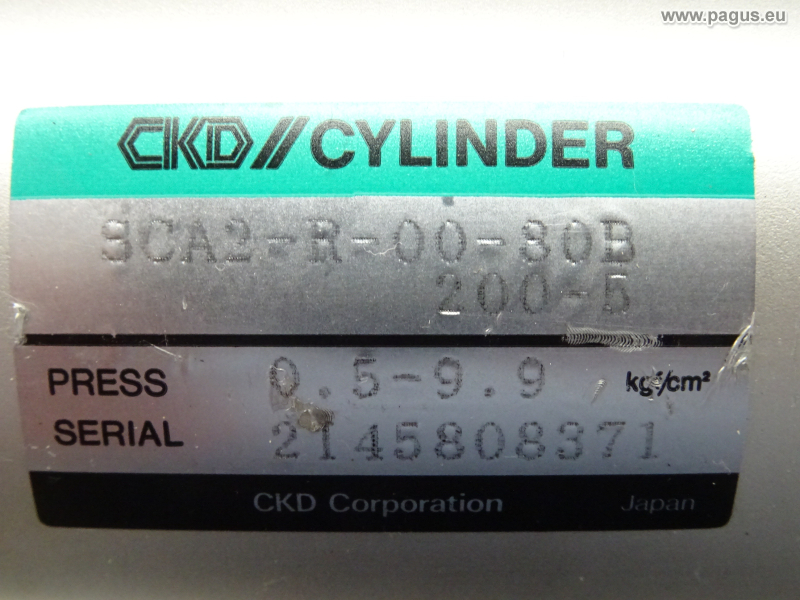 www.pagus.eu
CKD//CYLINDER
SCA2-R-00-80B
200-5
PRESS 0.5-9.9 kgf/cm²
SERIAL 2145808371
CKD Corporation Japan